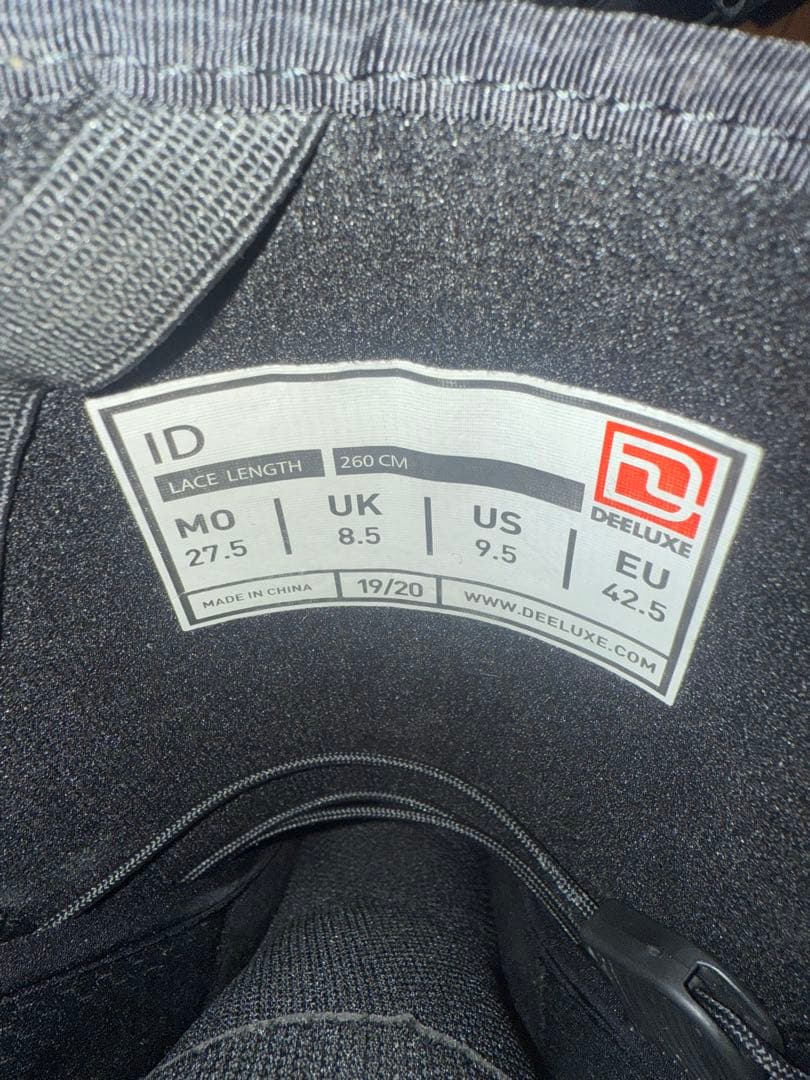 ID
LACE LENGTH 260 CM
MO UK US EU
27.5 8.5 9.5 42.5
DEELUXE
MADE IN CHINA 19/20 WWW.DEELUXE.COM